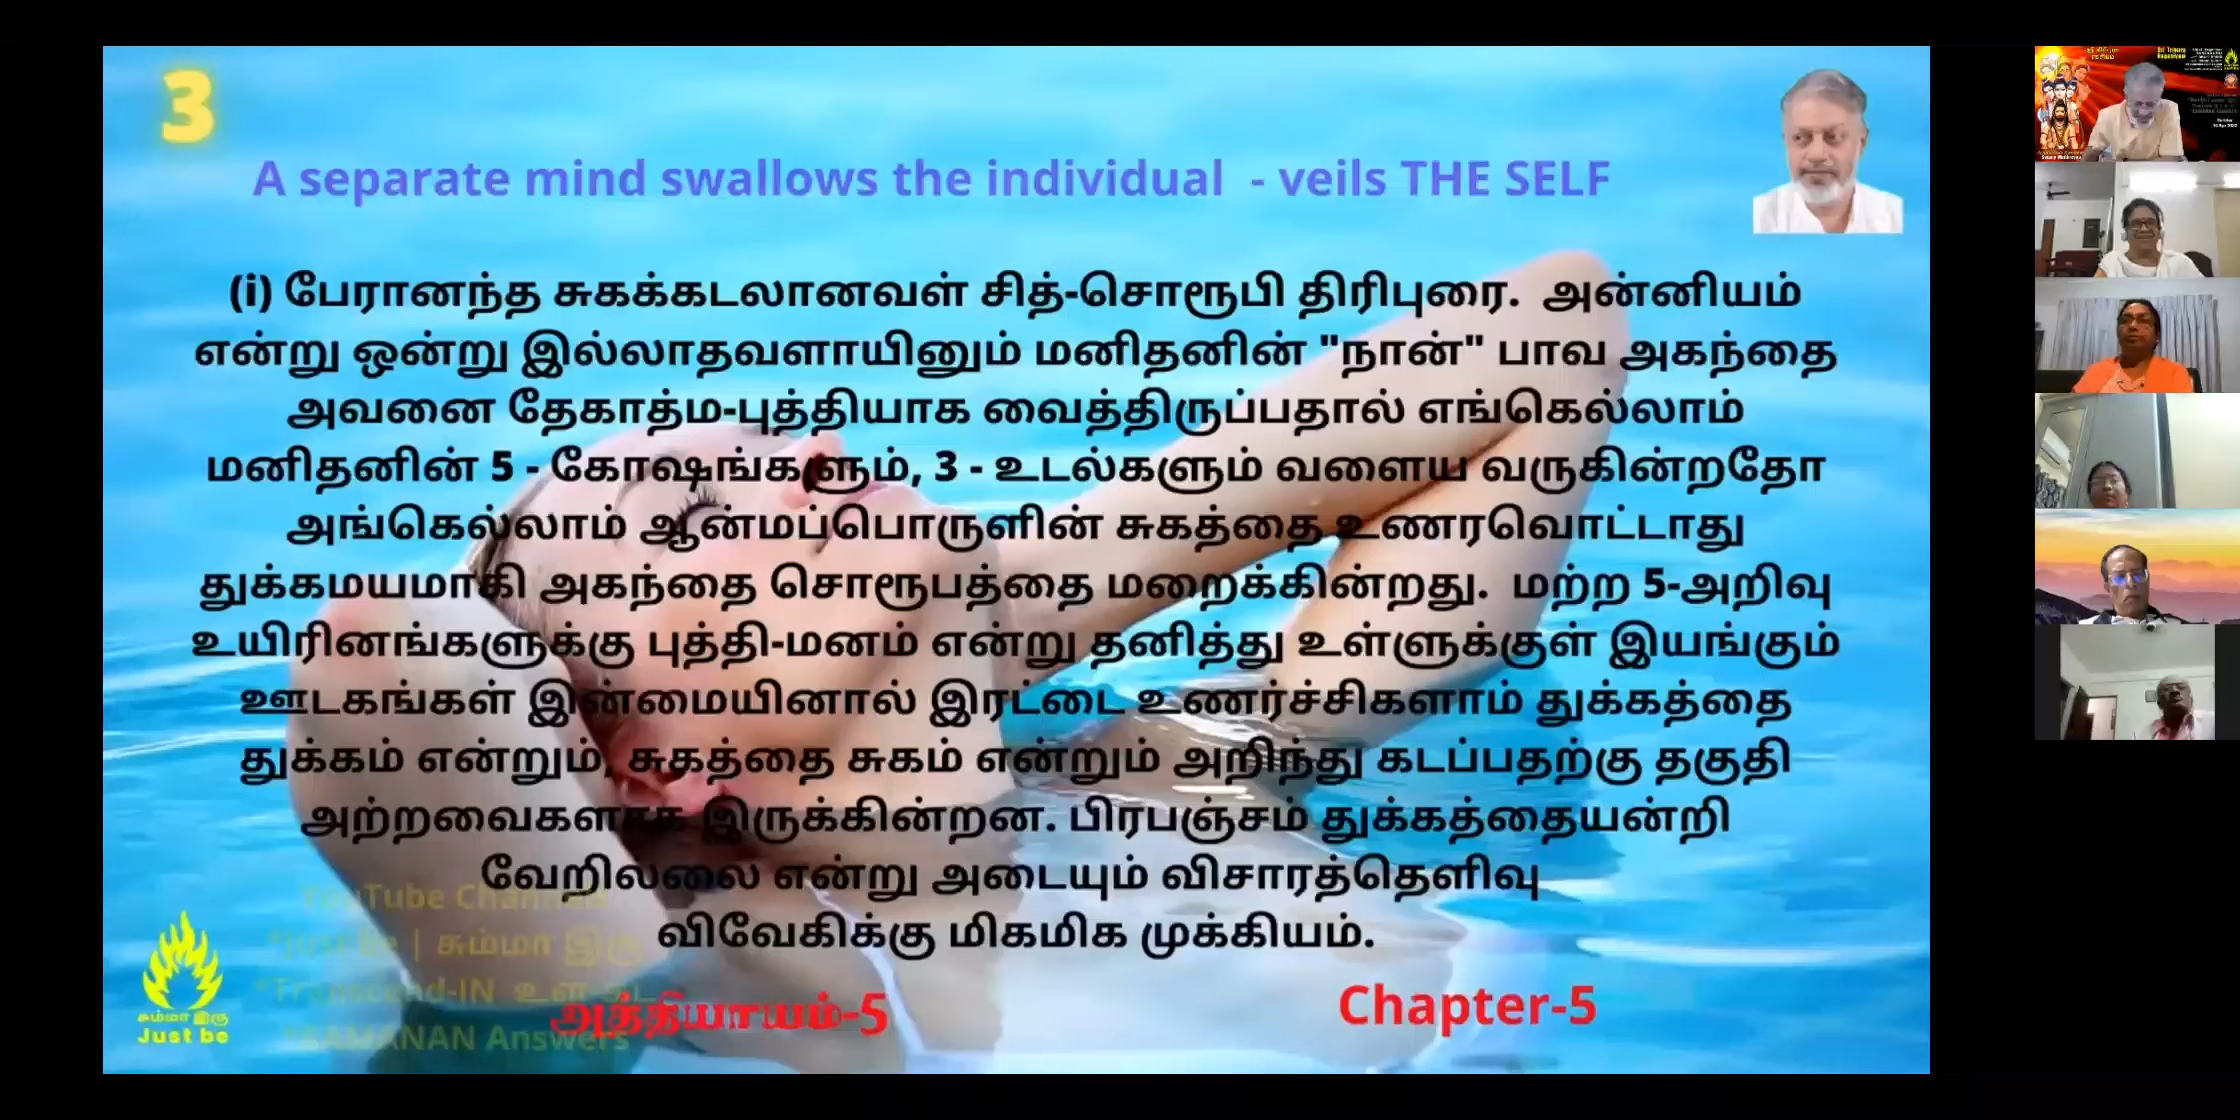 3
A separate mind swallows the individual - veils THE SELF
(i) பேரானந்த சுகக்கடலானவள் சித்-சொரூபி திரிபுரை. அன்னியம்
என்று ஒன்று இல்லாதவளாயினும் மனிதனின் "நான்" பாவ அகந்தை
அவனை தேகாத்ம-புத்தியாக வைத்திருப்பதால் எங்கெல்லாம்
மனிதனின் 5 - கோஷங்களும், 3 - உடல்களும் வளைய வருகின்றதோ
அங்கெல்லாம் ஆன்மப்பொருளின் சுகத்தை உணரவொட்டாது
துக்கமயமாகி அகந்தை சொரூபத்தை மறைக்கின்றது. மற்ற 5-அறிவு
உயிரினங்களுக்கு புத்தி-மனம் என்று தனித்து உள்ளுக்குள் இயங்கும்
ஊடகங்கள் இன்மையினால் இரட்டை உணர்ச்சிகளாம் துக்கத்தை
துக்கம் என்றும், சுகத்தை சுகம் என்றும் அறிந்து கடப்பதற்கு தகுதி
அற்றவைகளாக இருக்கின்றன. பிரபஞ்சம் துக்கத்தையன்றி
வேறில்லை என்று அடையும் விசாரத்தெளிவு
விவேகிக்கு மிகமிக முக்கியம்.
YouTube
*Just be | சும்மா இரு
*Transcend-IN
*RAMANAN Answers
சும்மா இரு
Just be
அத்தியாயம்-5
Chapter-5